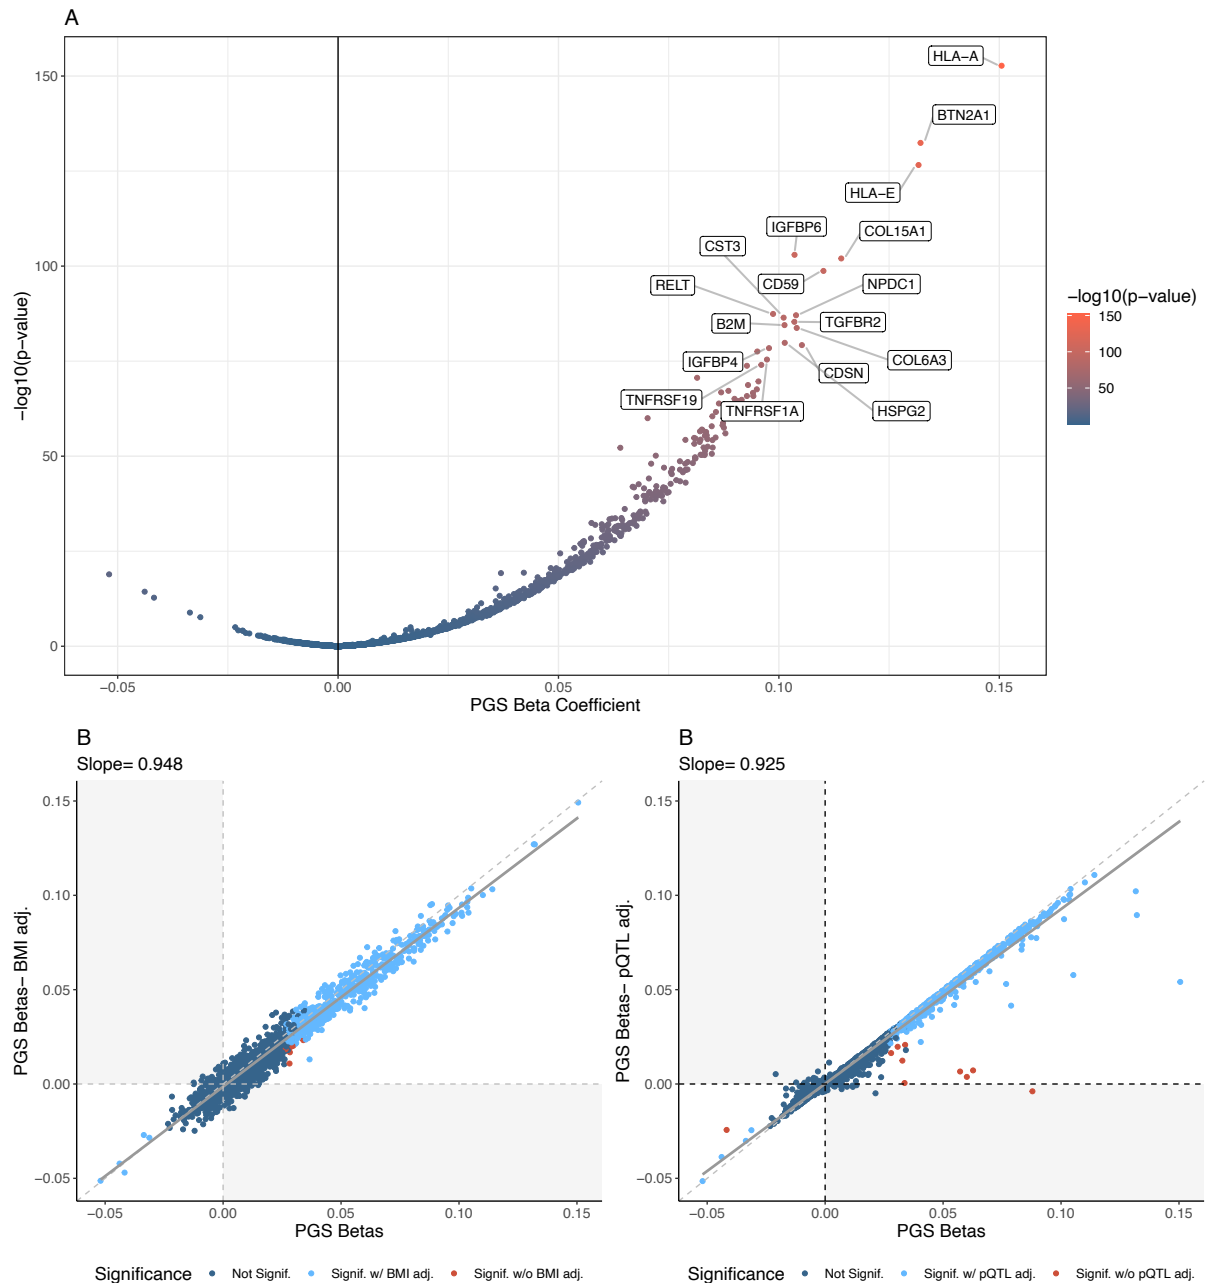 A
−log10(p−value)
150
100
50
0
HLA−A
BTN2A1
HLA−E
IGFBP6
COL15A1
CST3
CD59
NPDC1
RELT
B2M
TGFBR2
COL6A3
IGFBP4
CDSN
TNFRSF19
TNFRSF1A
HSPG2
−0.05 0.00 0.05 0.10 0.15
PGS Beta Coefficient
−log10(p−value)
150
100
50
B
Slope= 0.948
PGS Betas− BMI adj.
0.15
0.10
0.05
0.00
−0.05
−0.05 0.00 0.05 0.10 0.15
PGS Betas
Significance Not Signif. Signif. w/ BMI adj. Signif. w/o BMI adj.
B
Slope= 0.925
PGS Betas− pQTL adj.
0.15
0.10
0.05
0.00
−0.05
−0.05 0.00 0.05 0.10 0.15
PGS Betas
Significance Not Signif. Signif. w/ pQTL adj. Signif. w/o pQTL adj.